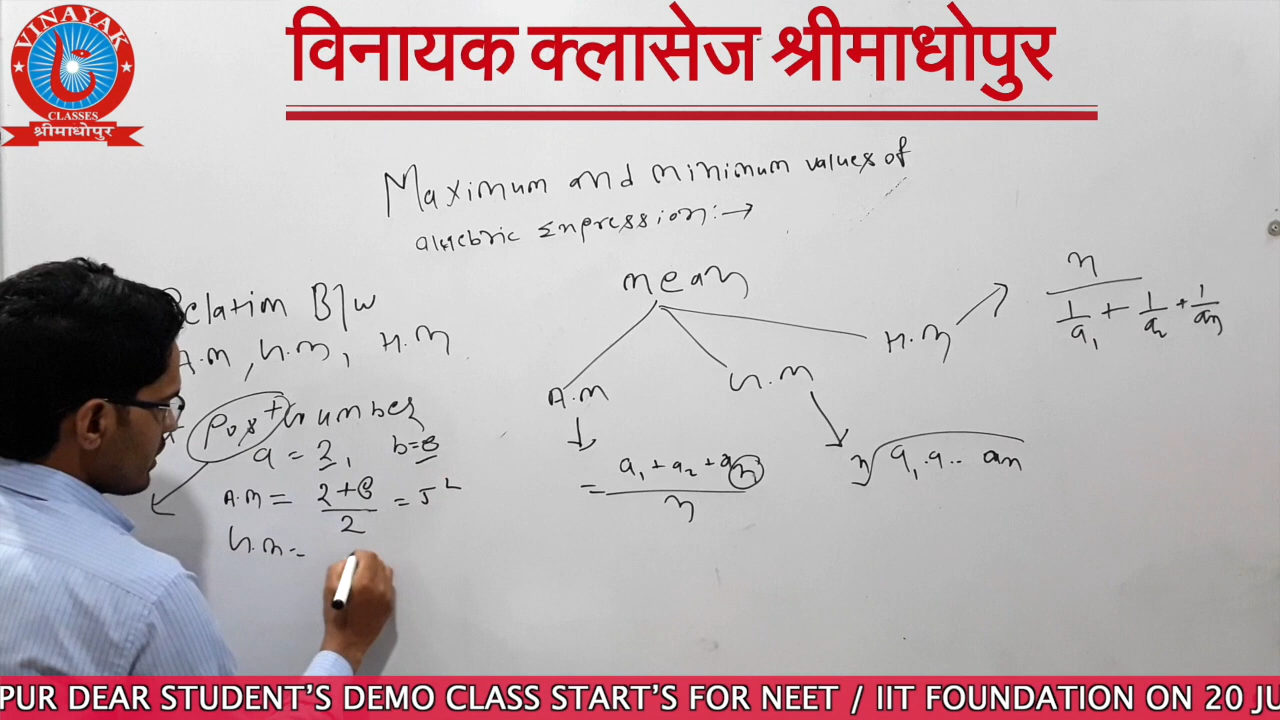 विनायक क्लासेज श्रीमाधोपुर
VINAYAK
CLASSES
श्रीमाधोपुर
Maximum and minimum values of
algebric Expression:→
mean
A.M
G.M
H.M
= a₁ + a₂ + aₙ / n
ⁿ√a₁.a.. aₙ
n / 1/a₁ + 1/a₂ + 1/aₙ
Relation B/w
A.M, G.M, H.M
Pos+ number
a = 2, b=8
A.M = 2+8 / 2 = 5
G.M =
PUR DEAR STUDENT'S DEMO CLASS START'S FOR NEET / IIT FOUNDATION ON 20 JU